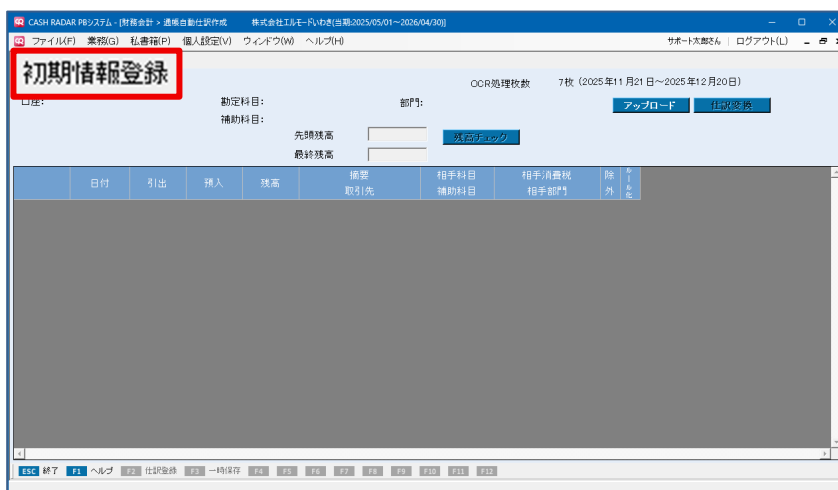 CASH RADAR PBシステム - [財務会計 > 通帳自動仕訳作成 株式会社エルモードいわき(当期:2025/05/01～2026/04/30)]
ファイル(F) 業務(G) 私書箱(P) 個人設定(V) ウィンドウ(W) ヘルプ(H) サポート太郎さん | ログアウト(L)
初期情報登録
OCR処理枚数 7枚 (2025年11月21日～2025年12月20日)
口座: 勘定科目: 部門: アップロード 仕訳変換
補助科目:
先頭残高 残高チェック
最終残高
日付 引出 預入 残高 摘要 相手科目 相手消費税 除 ルール化
取引先 補助科目 相手部門 外
ESC 終了 F1 ヘルプ F2 仕訳登録 F3 一時保存 F4 F5 F6 F7 F8 F9 F10 F11 F12